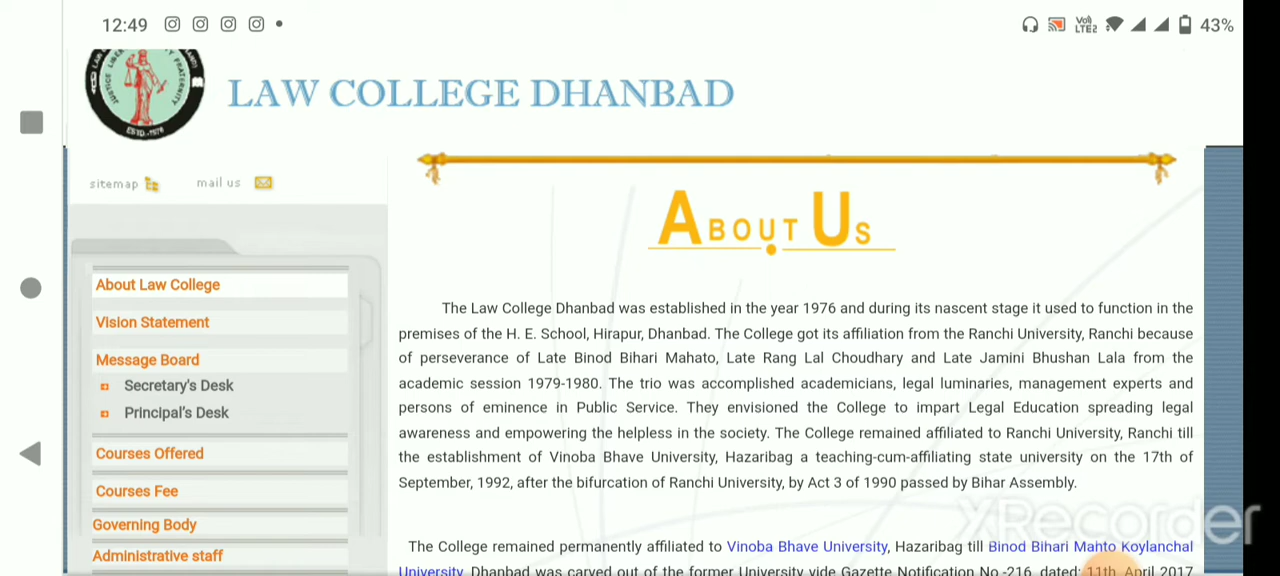 12:49
Vo) LTE2
43%
LAW COLLEGE DHANBAD
JUSTICE LIBERTY FRATERNITY
ESTD.-1976
sitemap
mail us
ABOUT US
About Law College
Vision Statement
Message Board
Secretary's Desk
Principal's Desk
Courses Offered
Courses Fee
Governing Body
Administrative staff
The Law College Dhanbad was established in the year 1976 and during its nascent stage it used to function in the
premises of the H. E. School, Hirapur, Dhanbad. The College got its affiliation from the Ranchi University, Ranchi because
of perseverance of Late Binod Bihari Mahato, Late Rang Lal Choudhary and Late Jamini Bhushan Lala from the
academic session 1979-1980. The trio was accomplished academicians, legal luminaries, management experts and
persons of eminence in Public Service. They envisioned the College to impart Legal Education spreading legal
awareness and empowering the helpless in the society. The College remained affiliated to Ranchi University, Ranchi till
the establishment of Vinoba Bhave University, Hazaribag a teaching-cum-affiliating state university on the 17th of
September, 1992, after the bifurcation of Ranchi University, by Act 3 of 1990 passed by Bihar Assembly.
The College remained permanently affiliated to Vinoba Bhave University, Hazaribag till Binod Bihari Mahto Koylanchal
University, Dhanbad was carved out of the former University vide Gazette Notification No.-216, dated: 11th, April 2017
XRecorder